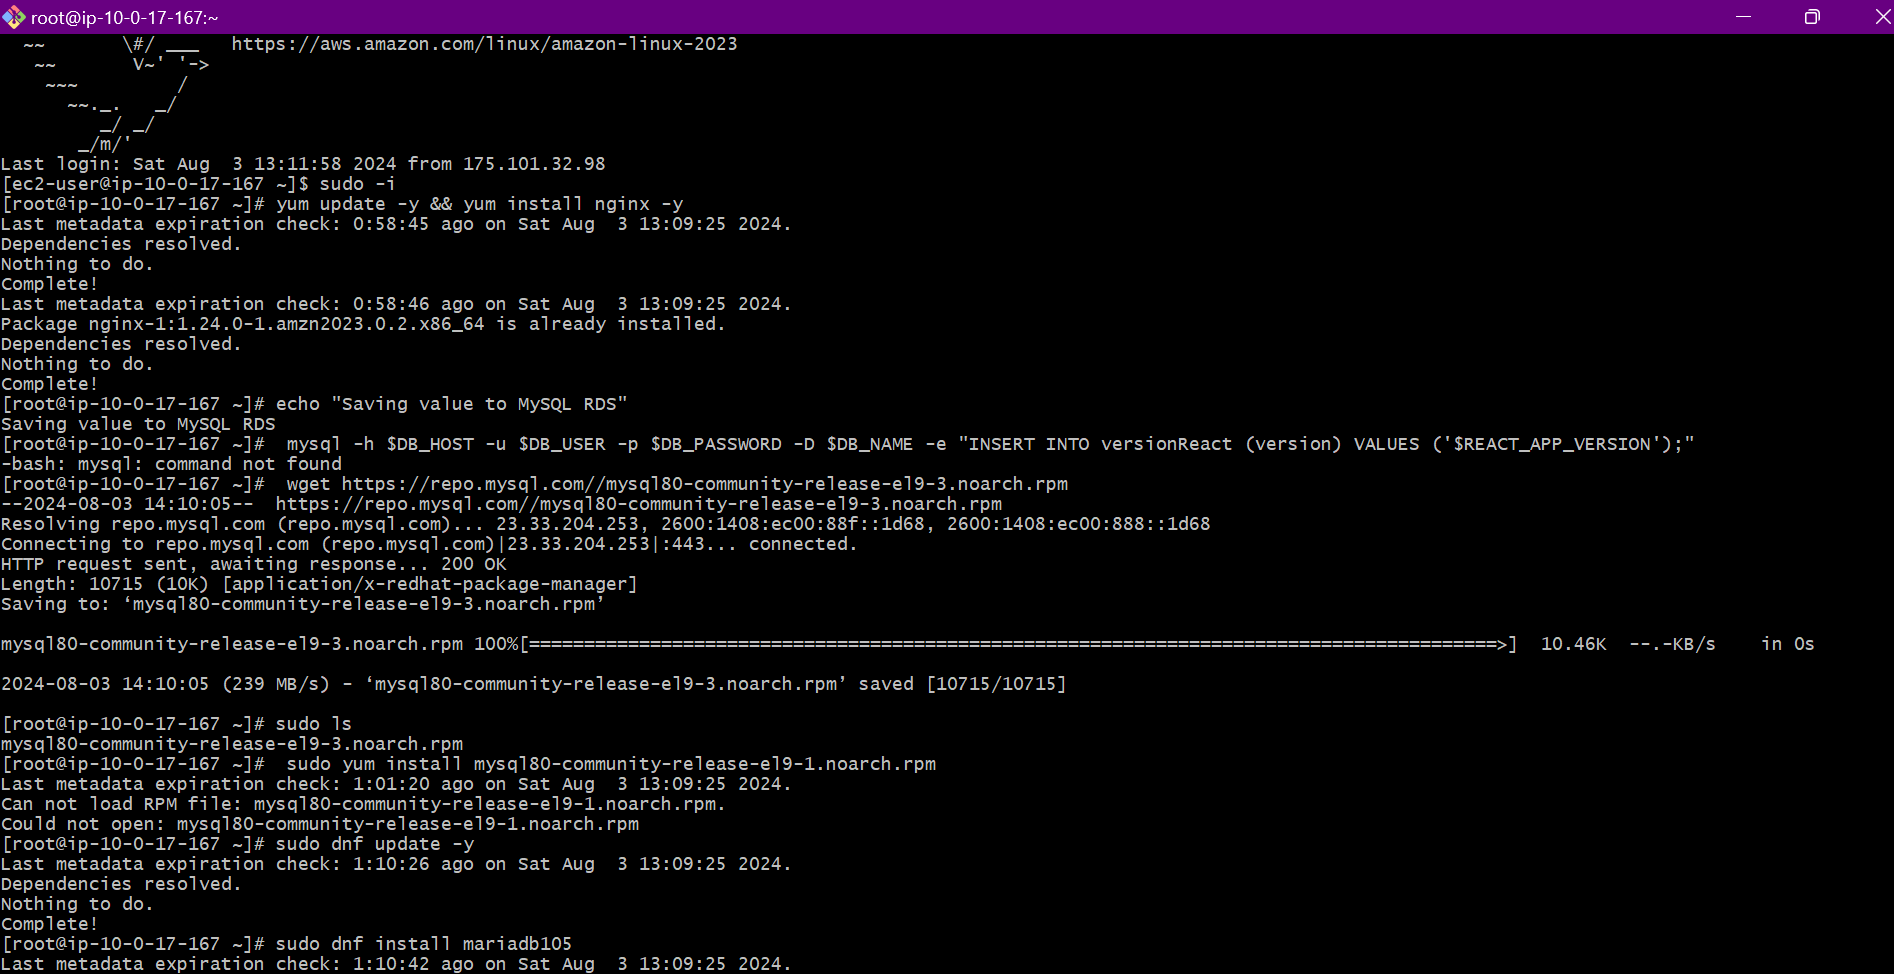 root@ip-10-0-17-167:~
  ~~       \#/ ___   https://aws.amazon.com/linux/amazon-linux-2023
   ~~       V~' '->
    ~~~         /
      ~~._.   _/
         _/ _/
       _/m/'
Last login: Sat Aug  3 13:11:58 2024 from 175.101.32.98
[ec2-user@ip-10-0-17-167 ~]$ sudo -i
[root@ip-10-0-17-167 ~]# yum update -y && yum install nginx -y
Last metadata expiration check: 0:58:45 ago on Sat Aug  3 13:09:25 2024.
Dependencies resolved.
Nothing to do.
Complete!
Last metadata expiration check: 0:58:46 ago on Sat Aug  3 13:09:25 2024.
Package nginx-1:1.24.0-1.amzn2023.0.2.x86_64 is already installed.
Dependencies resolved.
Nothing to do.
Complete!
[root@ip-10-0-17-167 ~]# echo "Saving value to MySQL RDS"
Saving value to MySQL RDS
[root@ip-10-0-17-167 ~]#  mysql -h $DB_HOST -u $DB_USER -p $DB_PASSWORD -D $DB_NAME -e "INSERT INTO versionReact (version) VALUES ('$REACT_APP_VERSION');"
-bash: mysql: command not found
[root@ip-10-0-17-167 ~]#  wget https://repo.mysql.com//mysql80-community-release-el9-3.noarch.rpm
--2024-08-03 14:10:05--  https://repo.mysql.com//mysql80-community-release-el9-3.noarch.rpm
Resolving repo.mysql.com (repo.mysql.com)... 23.33.204.253, 2600:1408:ec00:88f::1d68, 2600:1408:ec00:888::1d68
Connecting to repo.mysql.com (repo.mysql.com)|23.33.204.253|:443... connected.
HTTP request sent, awaiting response... 200 OK
Length: 10715 (10K) [application/x-redhat-package-manager]
Saving to: ‘mysql80-community-release-el9-3.noarch.rpm’
mysql80-community-release-el9-3.noarch.rpm 100%[========================================================================================>]  10.46K  --.-KB/s    in 0s
2024-08-03 14:10:05 (239 MB/s) - ‘mysql80-community-release-el9-3.noarch.rpm’ saved [10715/10715]
[root@ip-10-0-17-167 ~]# sudo ls
mysql80-community-release-el9-3.noarch.rpm
[root@ip-10-0-17-167 ~]#  sudo yum install mysql80-community-release-el9-1.noarch.rpm
Last metadata expiration check: 1:01:20 ago on Sat Aug  3 13:09:25 2024.
Can not load RPM file: mysql80-community-release-el9-1.noarch.rpm.
Could not open: mysql80-community-release-el9-1.noarch.rpm
[root@ip-10-0-17-167 ~]# sudo dnf update -y
Last metadata expiration check: 1:10:26 ago on Sat Aug  3 13:09:25 2024.
Dependencies resolved.
Nothing to do.
Complete!
[root@ip-10-0-17-167 ~]# sudo dnf install mariadb105
Last metadata expiration check: 1:10:42 ago on Sat Aug  3 13:09:25 2024.